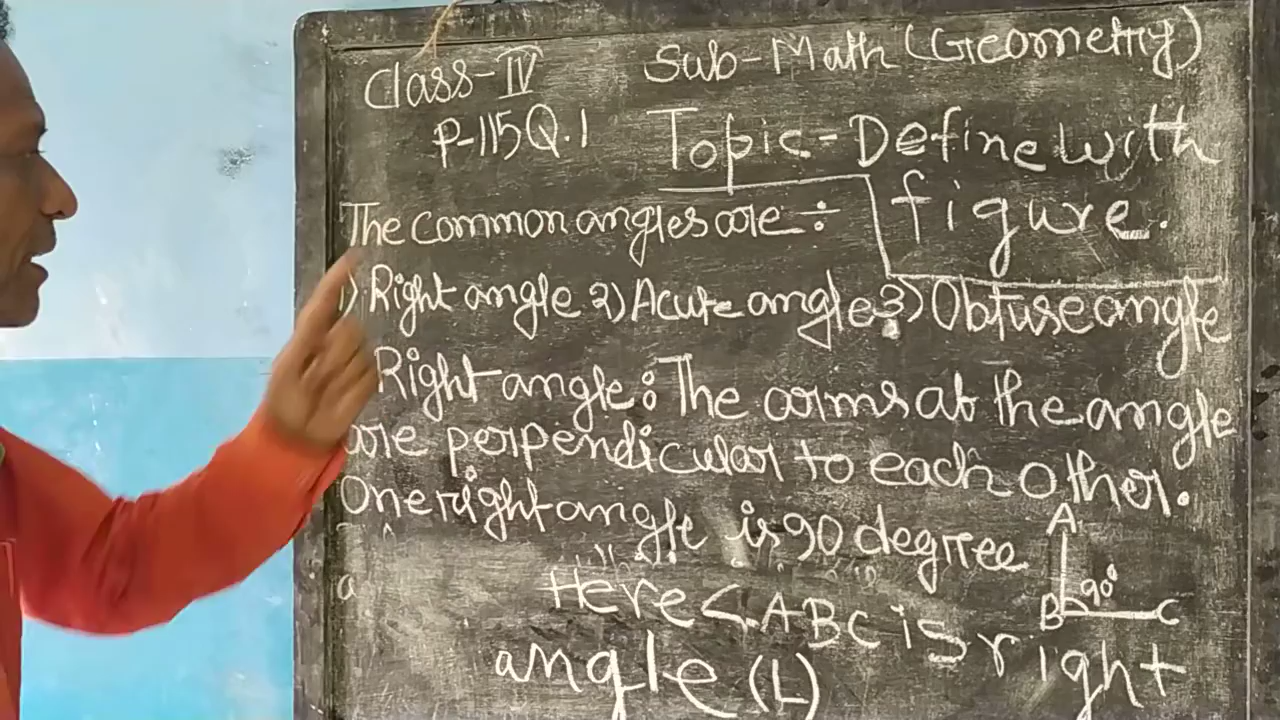 Class-IV Sub-Math (Geometry)
P-115 Q.1 Topic-Define with
figure.
The common angles are ÷
1) Right angle 2) Acute angle 3) Obtuse angle
Right angle: The arms at the angle
are perpendicular to each other.
One right angle is 90 degree
A
90°
B C
Here <ABC is right
angle (L)